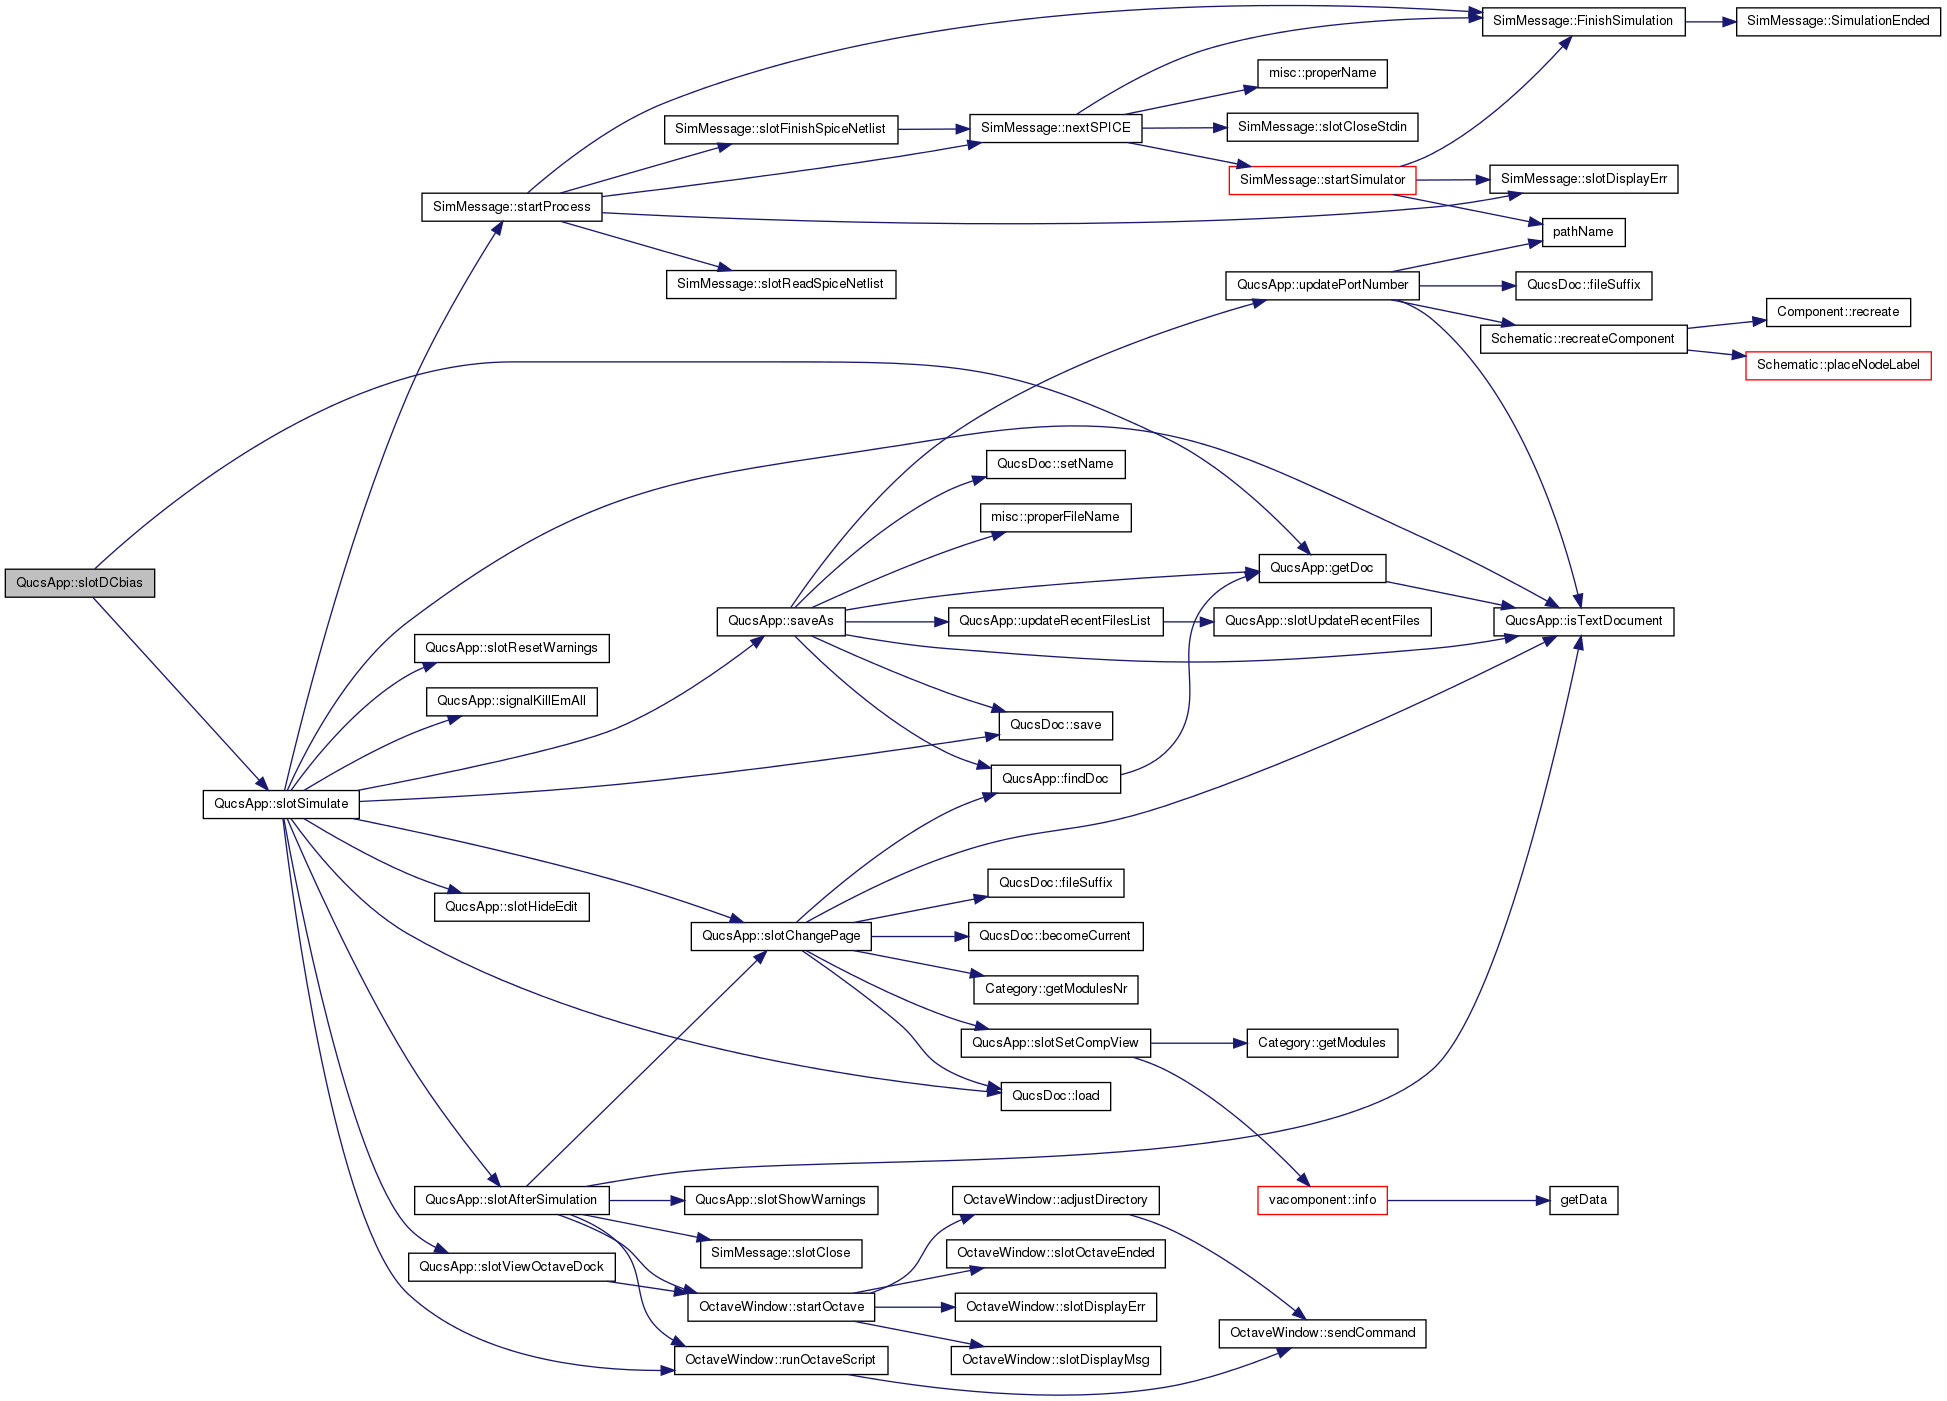 SimMessage::FinishSimulation
SimMessage::SimulationEnded
misc::properName
SimMessage::slotFinishSpiceNetlist
SimMessage::nextSPICE
SimMessage::slotCloseStdin
SimMessage::startSimulator
SimMessage::slotDisplayErr
SimMessage::startProcess
pathName
SimMessage::slotReadSpiceNetlist
QucsApp::updatePortNumber
QucsDoc::fileSuffix
Component::recreate
Schematic::recreateComponent
Schematic::placeNodeLabel
QucsDoc::setName
misc::properFileName
QucsApp::getDoc
QucsApp::slotDCbias
QucsApp::saveAs
QucsApp::updateRecentFilesList
QucsApp::slotUpdateRecentFiles
QucsApp::isTextDocument
QucsApp::slotResetWarnings
QucsApp::signalKillEmAll
QucsDoc::save
QucsApp::findDoc
QucsApp::slotSimulate
QucsDoc::fileSuffix
QucsApp::slotHideEdit
QucsApp::slotChangePage
QucsDoc::becomeCurrent
Category::getModulesNr
QucsApp::slotSetCompView
Category::getModules
QucsDoc::load
QucsApp::slotAfterSimulation
QucsApp::slotShowWarnings
OctaveWindow::adjustDirectory
vacomponent::info
getData
SimMessage::slotClose
OctaveWindow::slotOctaveEnded
QucsApp::slotViewOctaveDock
OctaveWindow::startOctave
OctaveWindow::slotDisplayErr
OctaveWindow::sendCommand
OctaveWindow::runOctaveScript
OctaveWindow::slotDisplayMsg